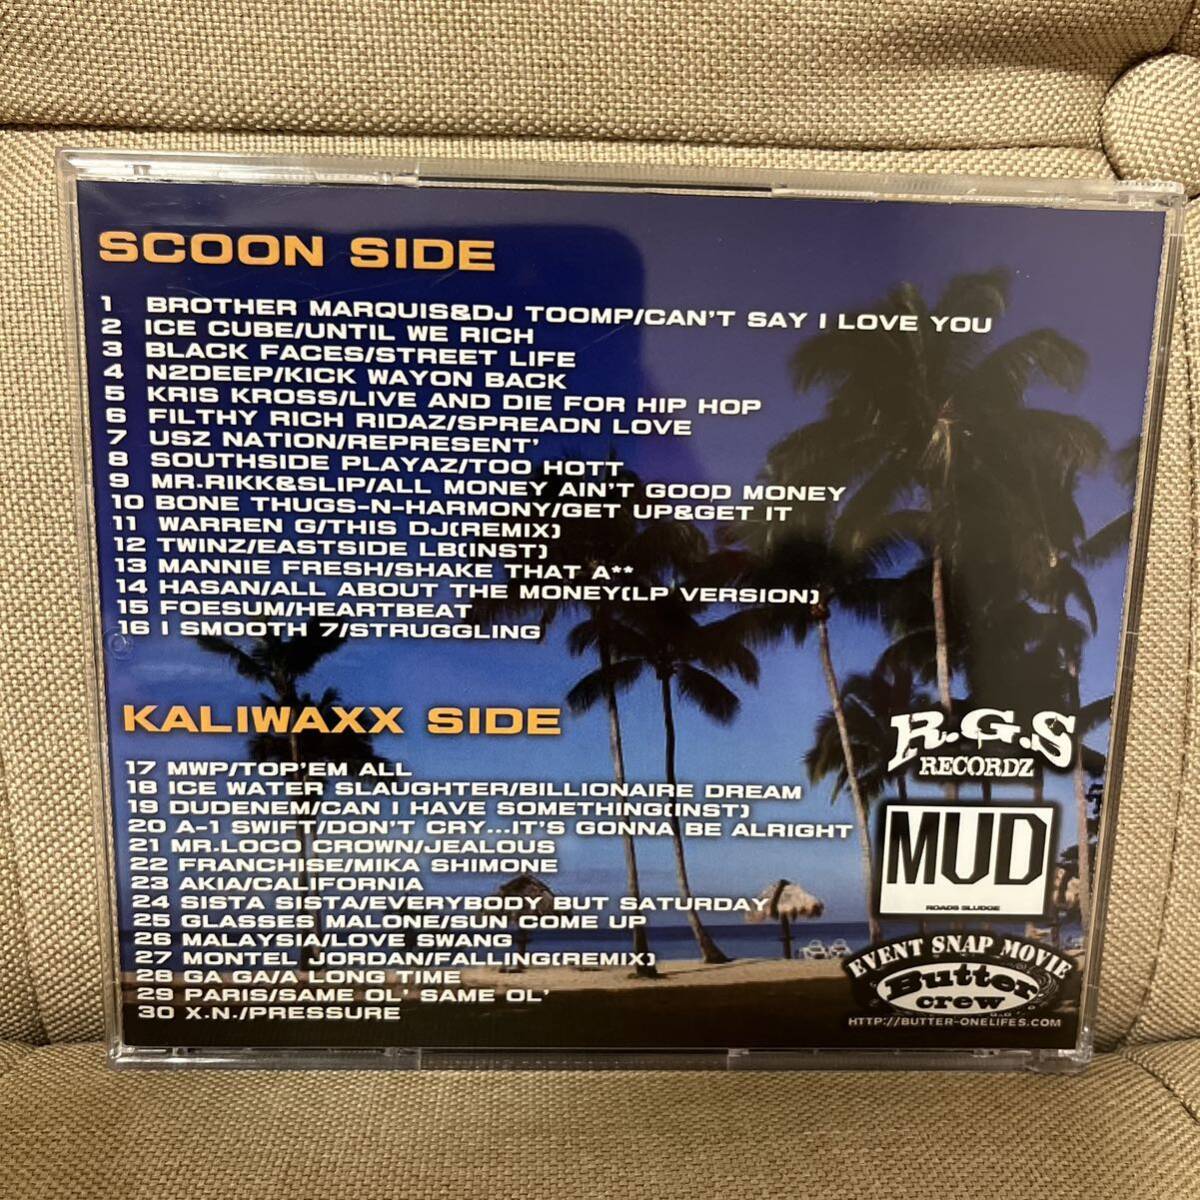 SCOON SIDE
1 BROTHER MARQUIS&DJ TOOMP/CAN'T SAY I LOVE YOU
2 ICE CUBE/UNTIL WE RICH
3 BLACK FACES/STREET LIFE
4 N2DEEP/KICK WAYON BACK
5 KRIS KROSS/LIVE AND DIE FOR HIP HOP
6 FILTHY RICH RIDAZ/SPREADN LOVE
7 USZ NATION/REPRESENT'
8 SOUTHSIDE PLAYAZ/TOO HOTT
9 MR.RIKK&SLIP/ALL MONEY AIN'T GOOD MONEY
10 BONE THUGS-N-HARMONY/GET UP&GET IT
11 WARREN G/THIS DJ(REMIX)
12 TWINZ/EASTSIDE LB(INST)
13 MANNIE FRESH/SHAKE THAT A**
14 HASAN/ALL ABOUT THE MONEY(LP VERSION)
15 FOESUM/HEARTBEAT
16 I SMOOTH 7/STRUGGLING
KALIWAXX SIDE
17 MWP/TOP'EM ALL
18 ICE WATER SLAUGHTER/BILLIONAIRE DREAM
19 DUDENEM/CAN I HAVE SOMETHING(INST)
20 A-1 SWIFT/DON'T CRY...IT'S GONNA BE ALRIGHT
21 MR.LOCO CROWN/JEALOUS
22 FRANCHISE/MIKA SHIMONE
23 AKIA/CALIFORNIA
24 SISTA SISTA/EVERYBODY BUT SATURDAY
25 GLASSES MALONE/SUN COME UP
26 MALAYSIA/LOVE SWANG
27 MONTEL JORDAN/FALLING(REMIX)
28 GA GA/A LONG TIME
29 PARIS/SAME OL' SAME OL'
30 X.N./PRESSURE
R.G.S
RECORDZ
MUD
ROADS SLUDGE
EVENT SNAP MOVIE
Butter
crew
HTTP://BUTTER-ONELIFES.COM